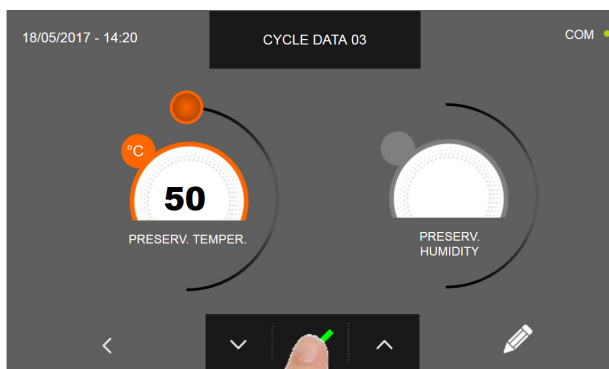 18/05/2017 - 14:20
CYCLE DATA 03
COM
°C
50
PRESERV. TEMPER.
PRESERV.
HUMIDITY